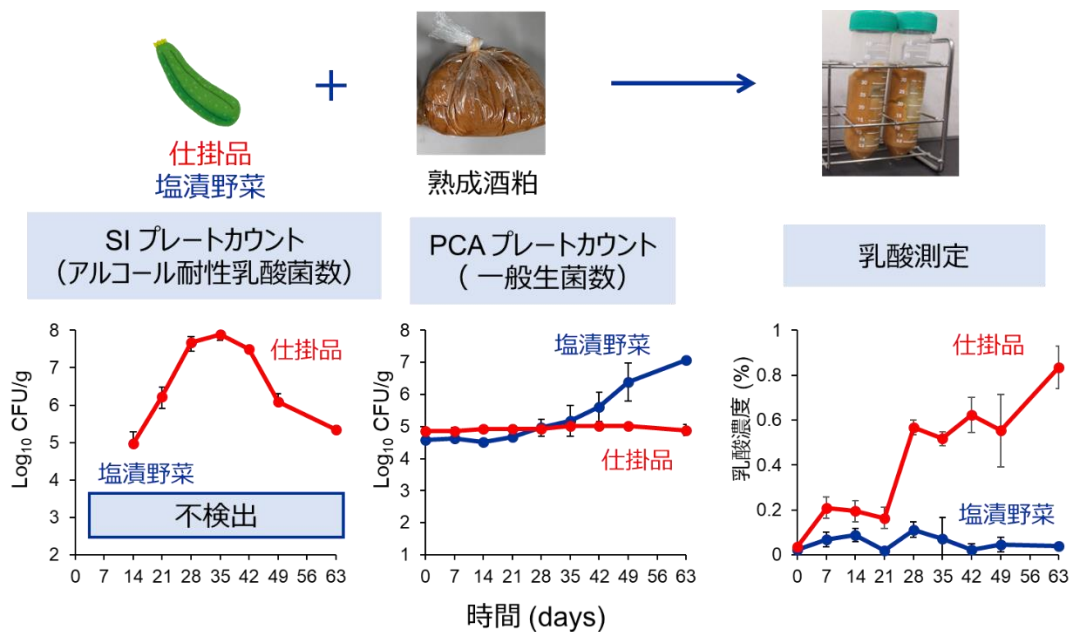 +
仕掛品
塩漬野菜
熟成酒粕
SI プレートカウント
(アルコール耐性乳酸菌数)
PCA プレートカウント
( 一般生菌数)
乳酸測定
Log10 CFU/g
8
7
6
5
4
3
2
仕掛品
塩漬野菜
不検出
0 7 14 21 28 35 42 49 56 63
Log10 CFU/g
8
7
6
5
4
3
2
1
塩漬野菜
仕掛品
0 7 14 21 28 35 42 49 56 63
乳酸濃度 (%)
1
0.8
0.6
0.4
0.2
0
仕掛品
塩漬野菜
0 7 14 21 28 35 42 49 56 63
時間 (days)